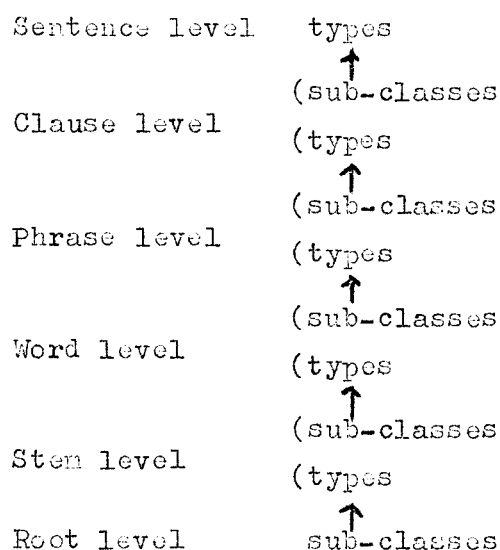 Sentence level types
↑
(sub-classes
Clause level (types
↑
(sub-classes
Phrase level (types
↑
(sub-classes
Word level (types
↑
(sub-classes
Stem level (types
↑
Root level sub-classes